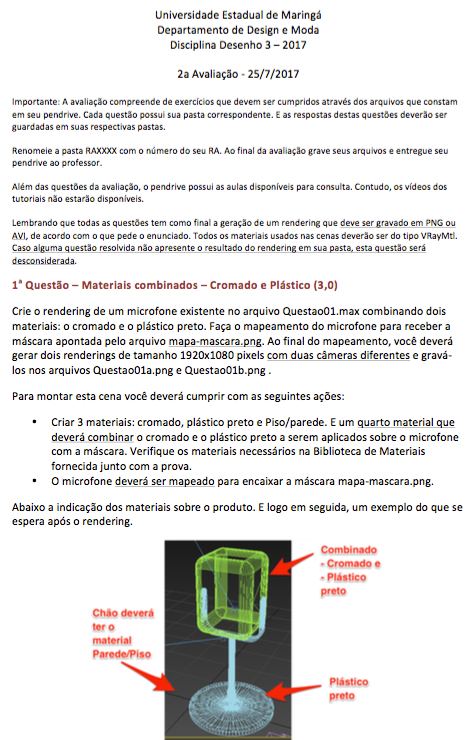 Universidade Estadual de Maringá
Departamento de Design e Moda
Disciplina Desenho 3 – 2017
2a Avaliação - 25/7/2017
Importante: A avaliação compreende de exercícios que devem ser cumpridos através dos arquivos que constam
em seu pendrive. Cada questão possui sua pasta correspondente. E as respostas destas questões deverão ser
guardadas em suas respectivas pastas.
Renomeie a pasta RAXXXX com o número do seu RA. Ao final da avaliação grave seus arquivos e entregue seu
pendrive ao professor.
Além das questões da avaliação, o pendrive possui as aulas disponíveis para consulta. Contudo, os vídeos dos
tutoriais não estarão disponíveis.
Lembrando que todas as questões tem como final a geração de um rendering que deve ser gravado em PNG ou
AVI, de acordo com o que pede o enunciado. Todos os materiais usados nas cenas deverão ser do tipo VRayMtl.
Caso alguma questão resolvida não apresente o resultado do rendering em sua pasta, esta questão será
desconsiderada.
1ª Questão – Materiais combinados – Cromado e Plástico (3,0)
Crie o rendering de um microfone existente no arquivo Questao01.max combinando dois
materiais: o cromado e o plástico preto. Faça o mapeamento do microfone para receber a
máscara apontada pelo arquivo mapa-mascara.png. Ao final do mapeamento, você deverá
gerar dois renderings de tamanho 1920x1080 pixels com duas câmeras diferentes e gravá-
los nos arquivos Questao01a.png e Questao01b.png .
Para montar esta cena você deverá cumprir com as seguintes ações:
• Criar 3 materiais: cromado, plástico preto e Piso/parede. E um quarto material que
deverá combinar o cromado e o plástico preto a serem aplicados sobre o microfone
com a máscara. Verifique os materiais necessários na Biblioteca de Materiais
fornecida junto com a prova.
• O microfone deverá ser mapeado para encaixar a máscara mapa-mascara.png.
Abaixo a indicação dos materiais sobre o produto. E logo em seguida, um exemplo do que se
espera após o rendering.
Combinado
- Cromado e
- Plástico
preto
Chão deverá
ter o
material
Parede/Piso
Plástico
preto